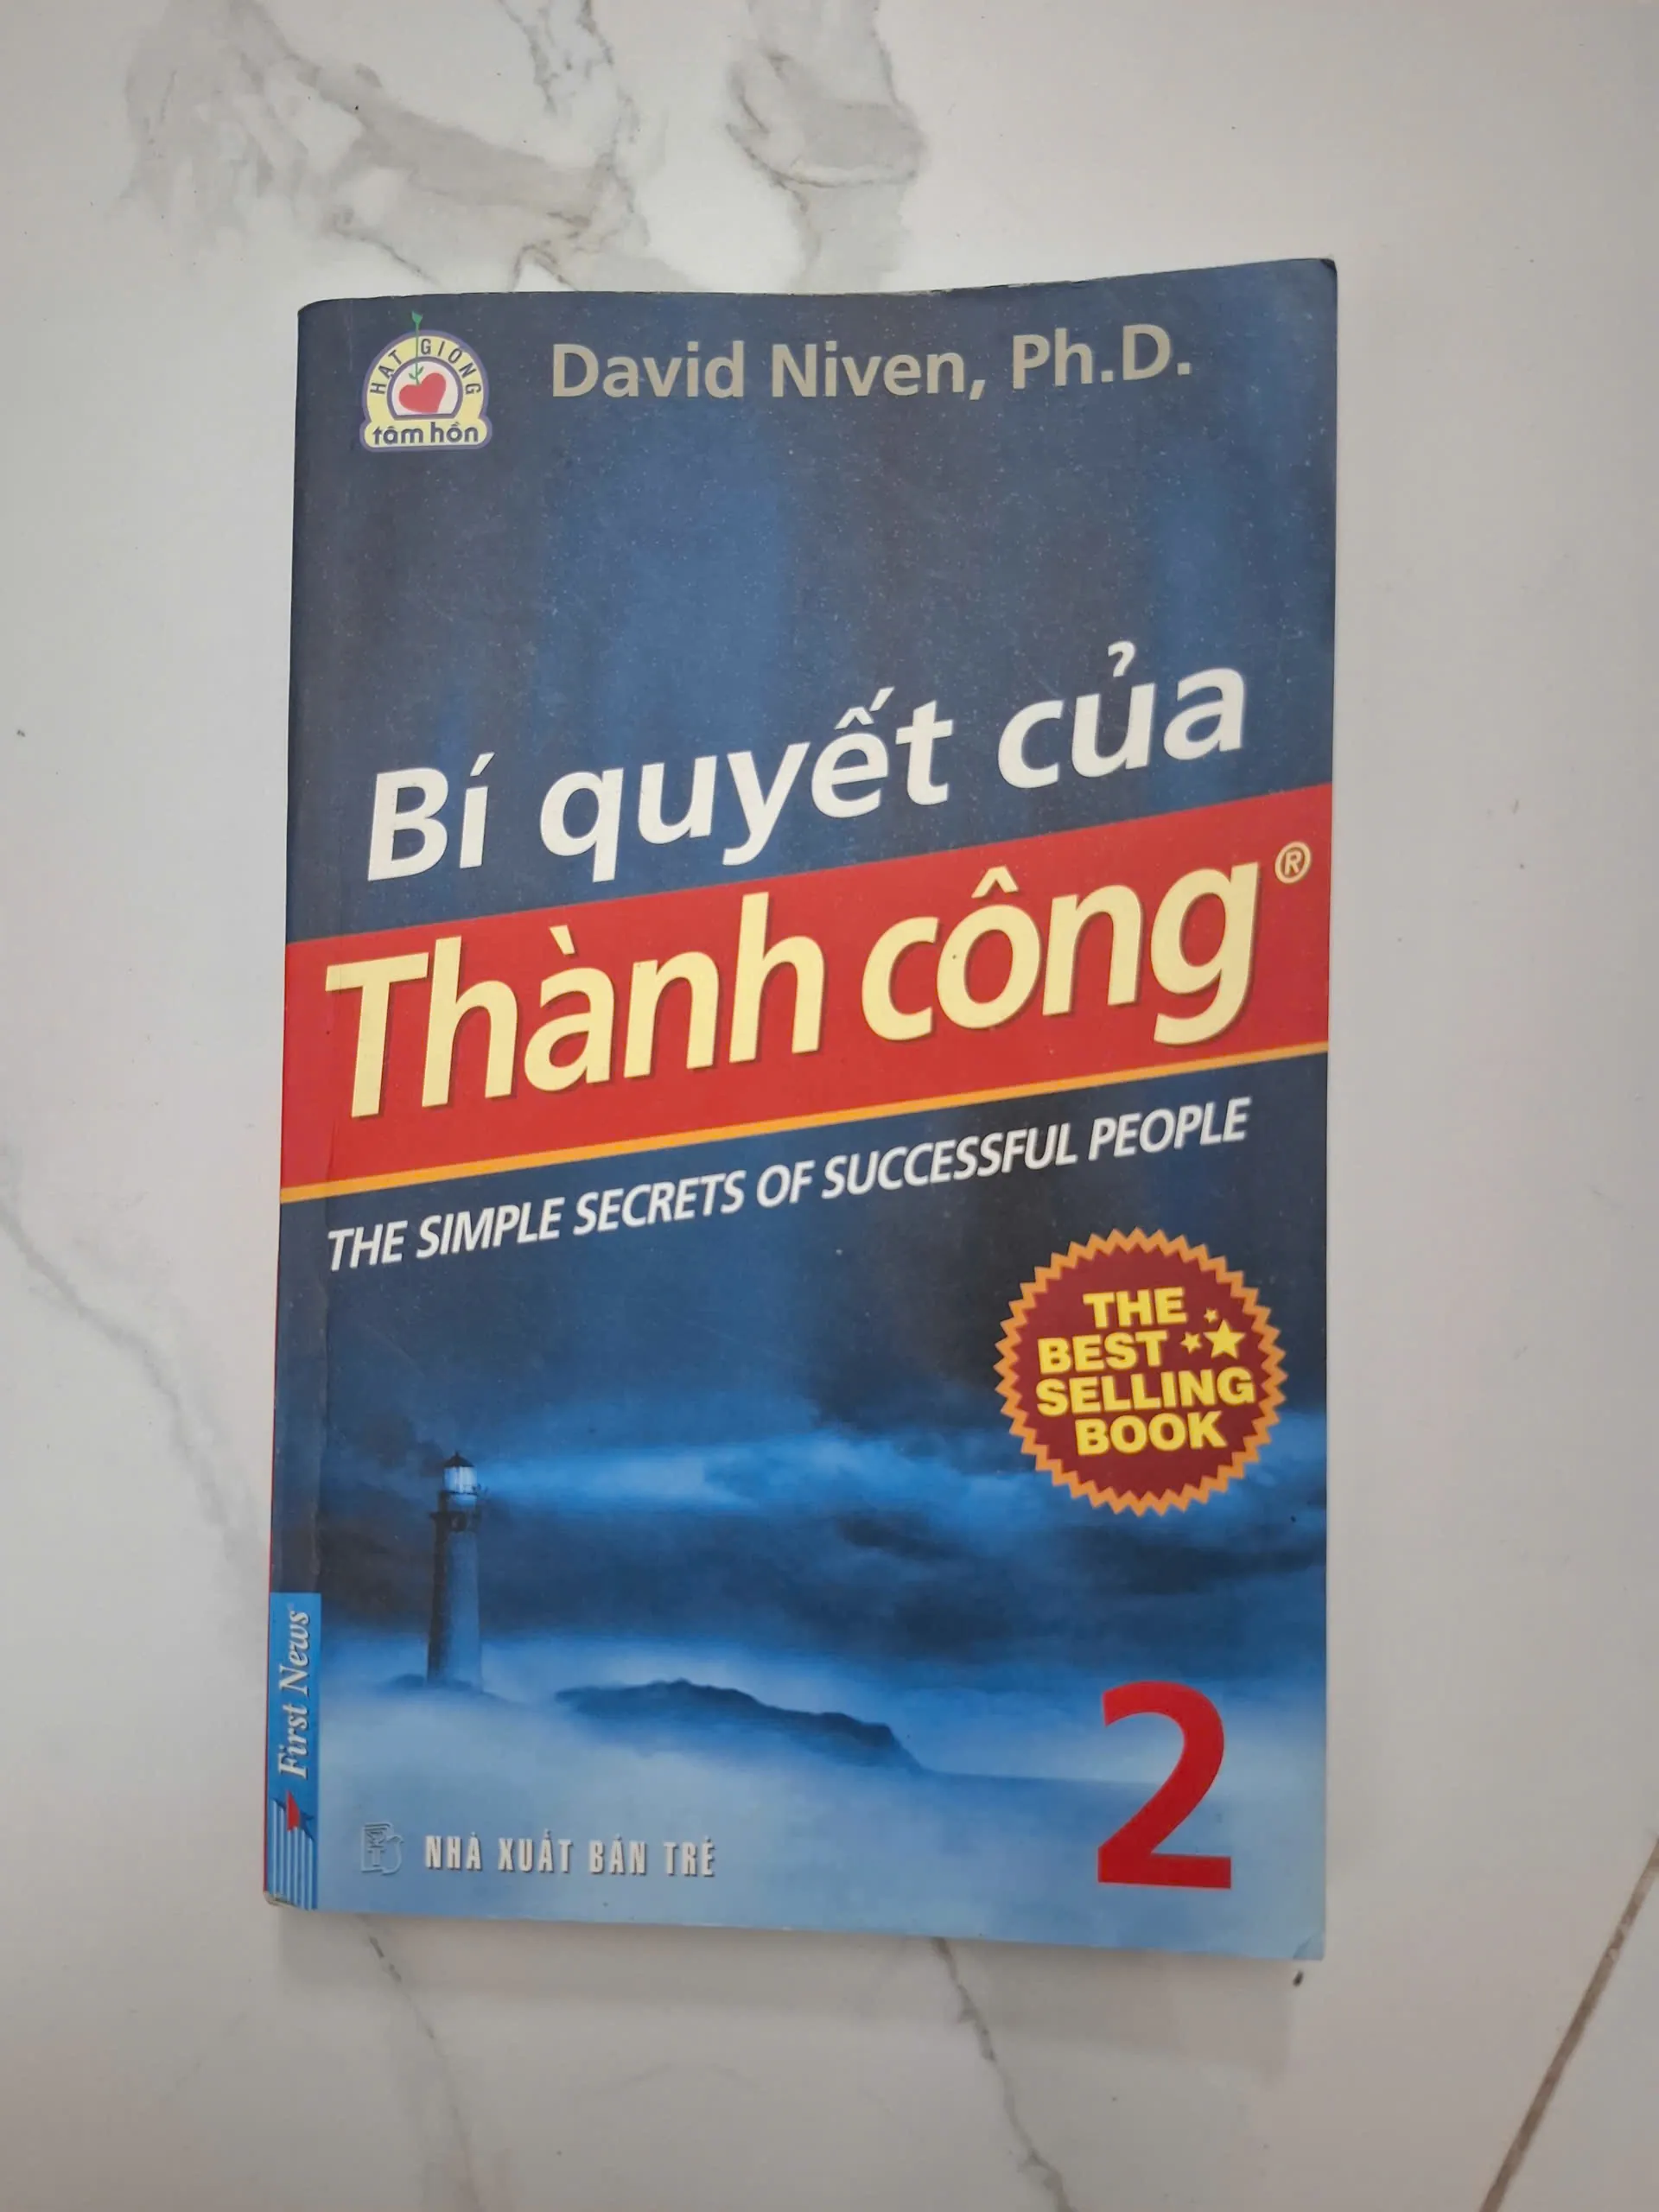 HẠT GIỐNG
tâm hồn
David Niven, Ph.D.
Bí quyết của
Thành công®
THE SIMPLE SECRETS OF SUCCESSFUL PEOPLE
THE
BEST
SELLING
BOOK
First News
2
NHÀ XUẤT BẢN TRẺ